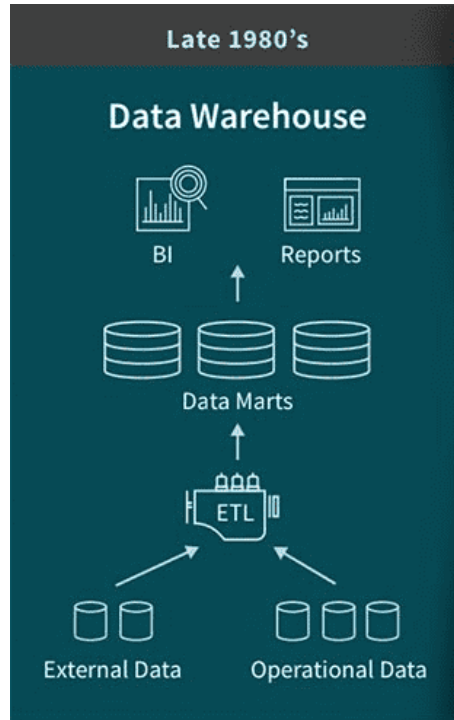 Late 1980's
Data Warehouse
BI
Reports
Data Marts
ETL
External Data
Operational Data